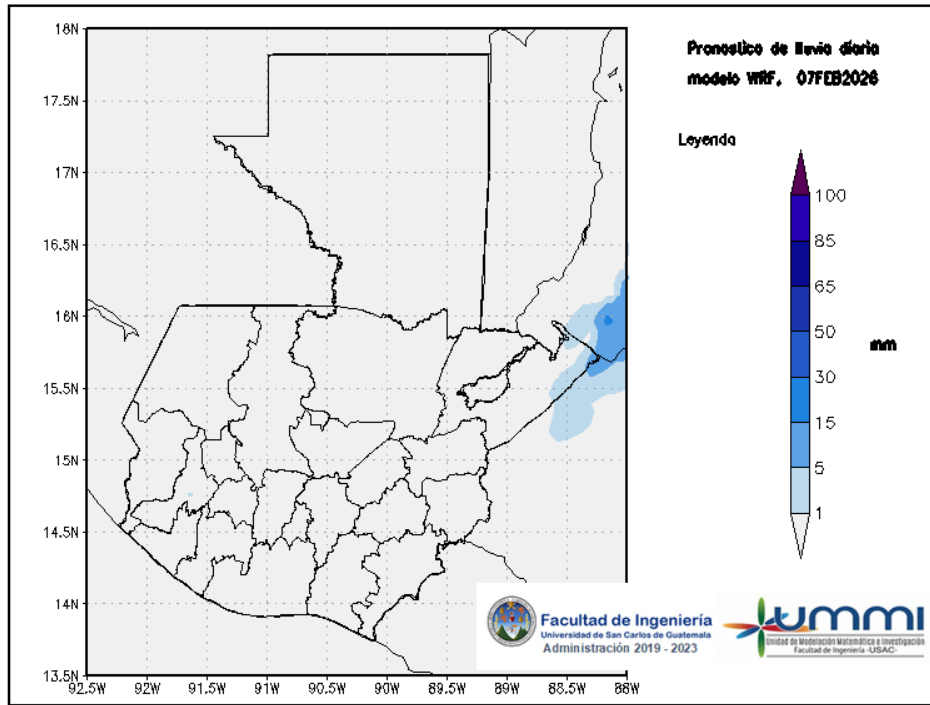 Pronostico de lluvia diaria
modelo WRF, 07FEB2026
Leyenda
100
85
65
50
30
15
5
1
mm
18N
17.5N
17N
16.5N
16N
15.5N
15N
14.5N
14N
13.5N
92.5W 92W 91.5W 91W 90.5W 90W 89.5W 89W 88.5W 88W
Facultad de Ingeniería
Universidad de San Carlos de Guatemala
Administración 2019 - 2023
UMMI
Unidad de Modelación Matemática e Investigación
Facultad de Ingeniería -USAC-